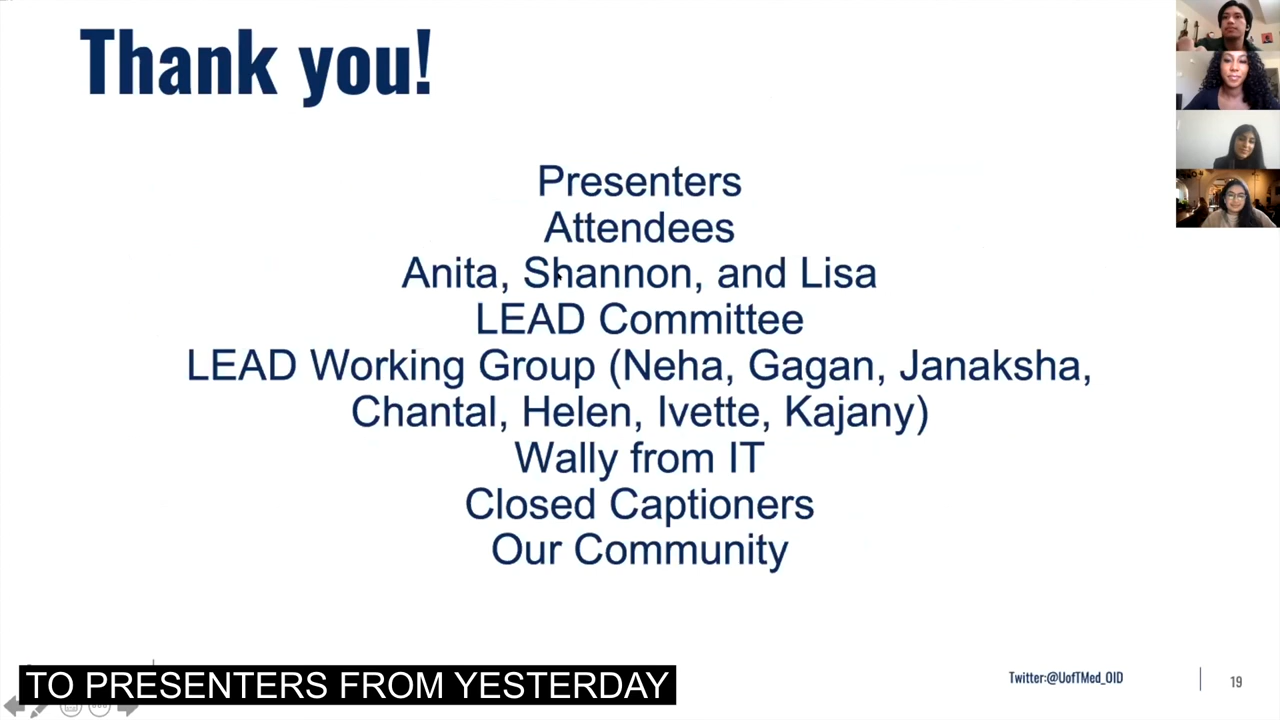 Thank you!
Presenters
Attendees
Anita, Shannon, and Lisa
LEAD Committee
LEAD Working Group (Neha, Gagan, Janaksha,
Chantal, Helen, Ivette, Kajany)
Wally from IT
Closed Captioners
Our Community
TO PRESENTERS FROM YESTERDAY
Twitter:@UofTMed_OID
19